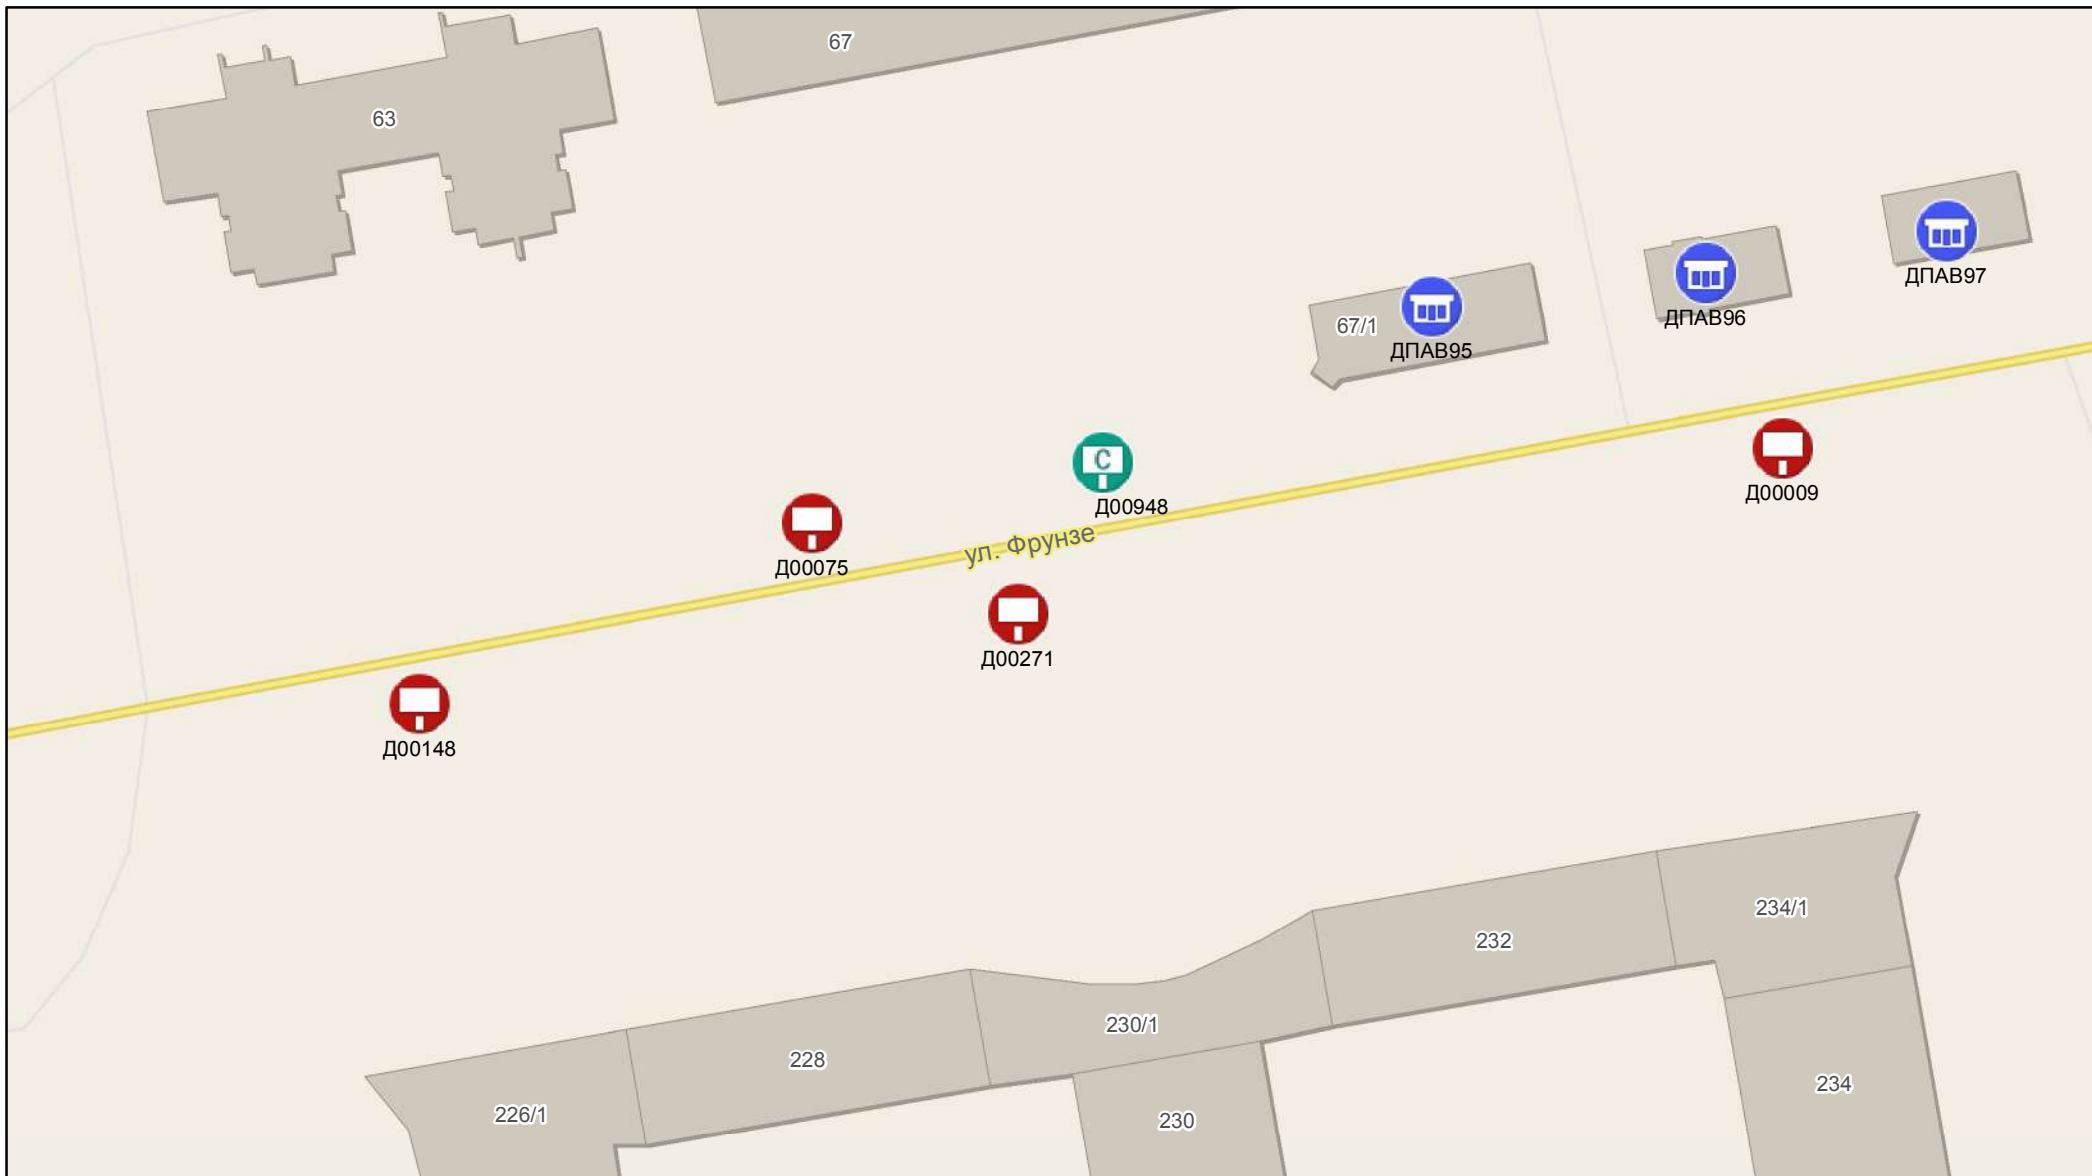 67
63
ДПАВ97
ДПАВ96
67/1
ДПАВ95
С
Д00948
Д00009
ул. Фрунзе
Д00075
Д00271
Д00148
234/1
232
230/1
228
234
226/1
230